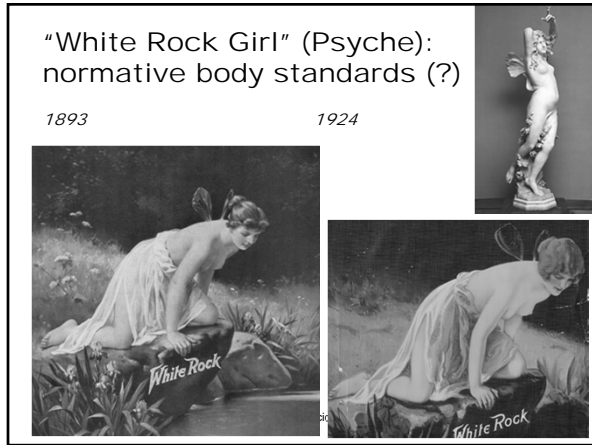 “White Rock Girl” (Psyche):
normative body standards (?)
1893 1924
White Rock
White Rock